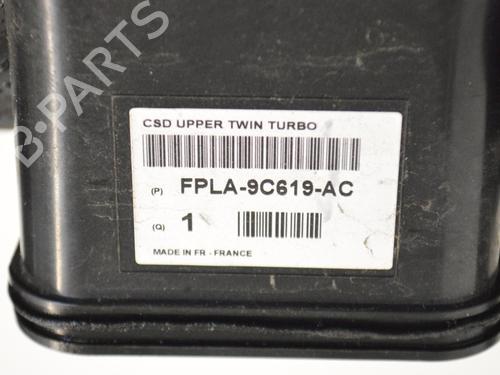 B-PARTS
CSD UPPER TWIN TURBO
(P) FPLA-9C619-AC
(Q) 1
MADE IN FR - FRANCE